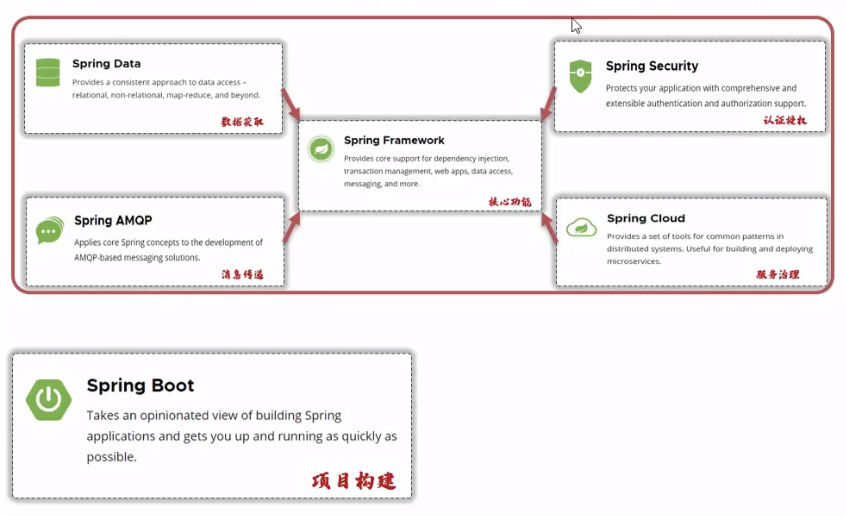 Spring Data
Provides a consistent approach to data access –
relational, non-relational, map-reduce, and beyond.
数据获取
Spring Security
Protects your application with comprehensive and
extensible authentication and authorization support.
认证授权
Spring Framework
Provides core support for dependency injection,
transaction management, web apps, data access,
messaging, and more.
核心功能
Spring AMQP
Applies core Spring concepts to the development of
AMQP-based messaging solutions.
消息传递
Spring Cloud
Provides a set of tools for common patterns in
distributed systems. Useful for building and deploying
microservices.
服务治理
Spring Boot
Takes an opinionated view of building Spring
applications and gets you up and running as quickly as
possible.
项目构建